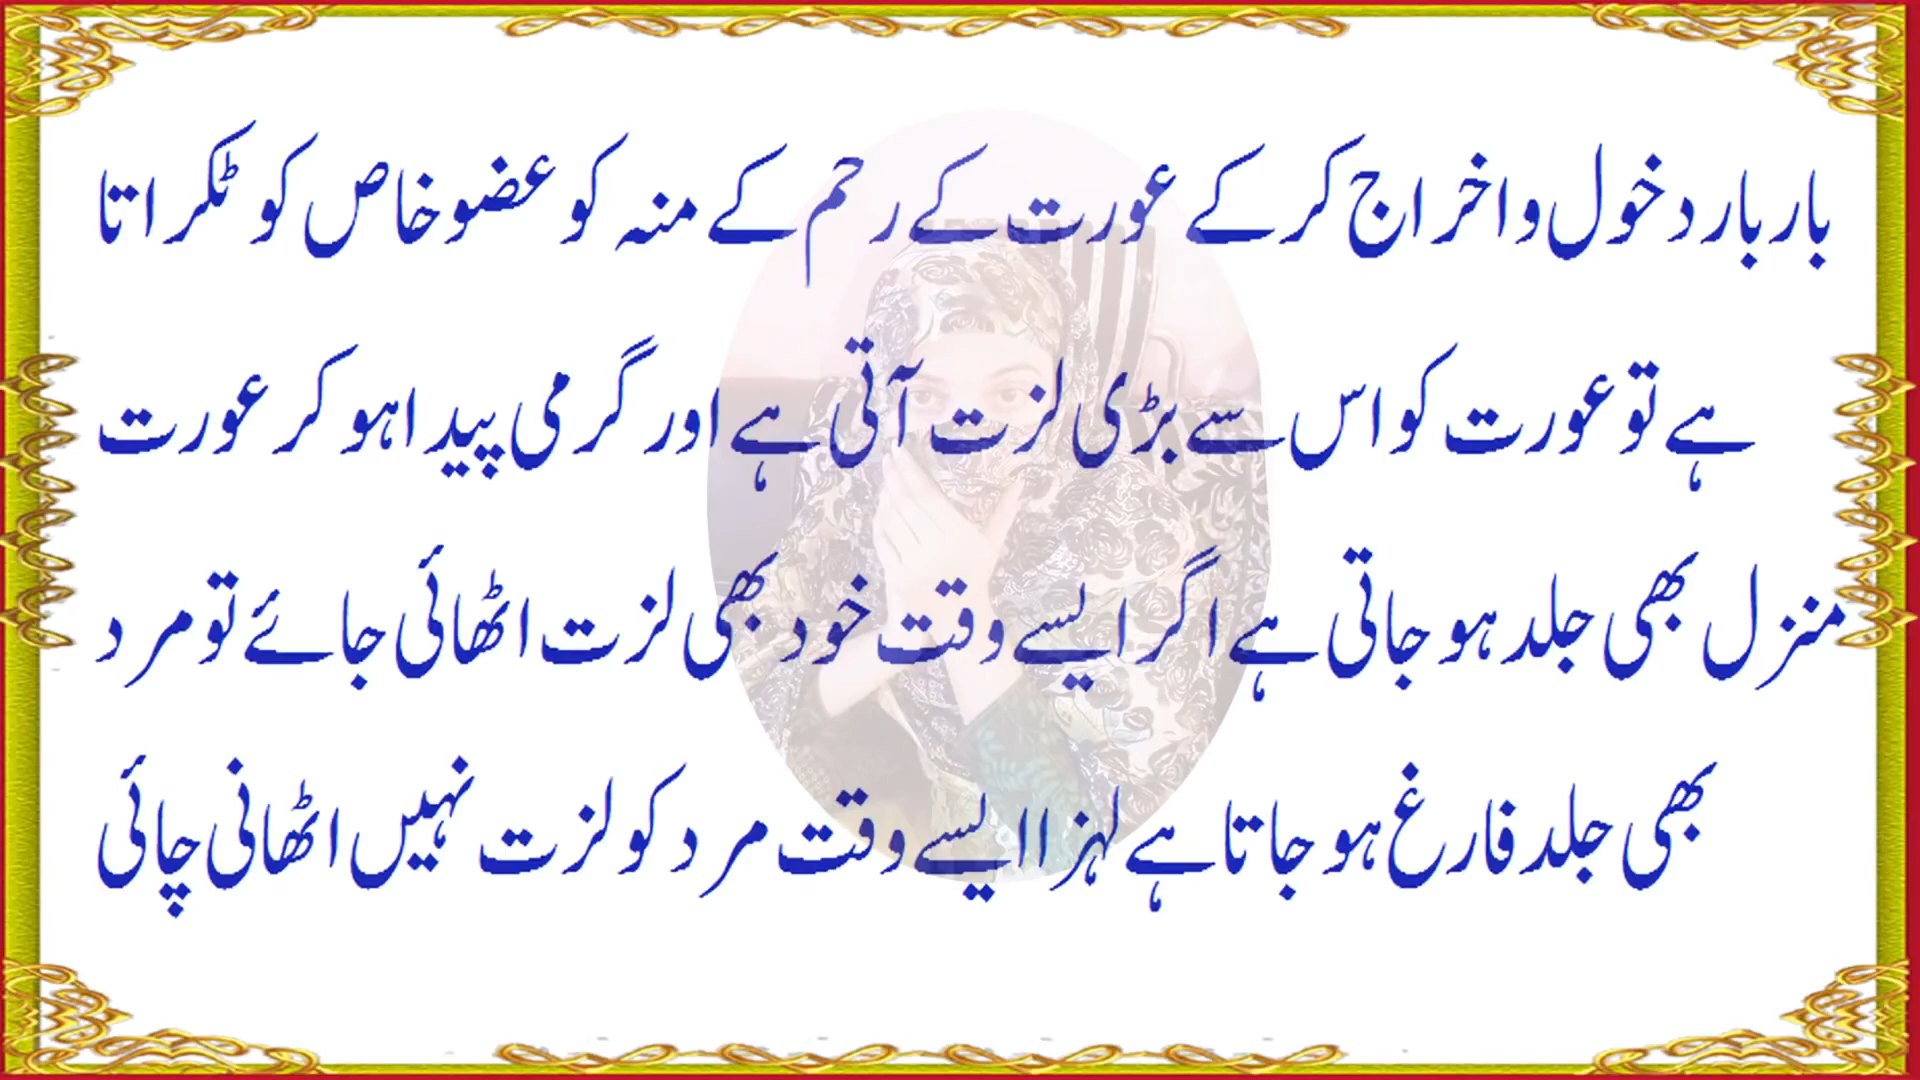 بار بار دخول و اخراج کر کے عورت کے رحم کے منہ کو عضو خاص کو ٹکراتا
ہے تو عورت کو اس سے بڑی لزت آتی ہے اور گرمی پیدا ہو کر عورت
منزل بھی جلد ہو جاتی ہے اگر ایسے وقت خود بھی لزت اٹھائی جائے تو مرد
بھی جلد فارغ ہو جاتا ہے لہزا ایسے وقت مرد کو لزت نہیں اٹھانی چائی